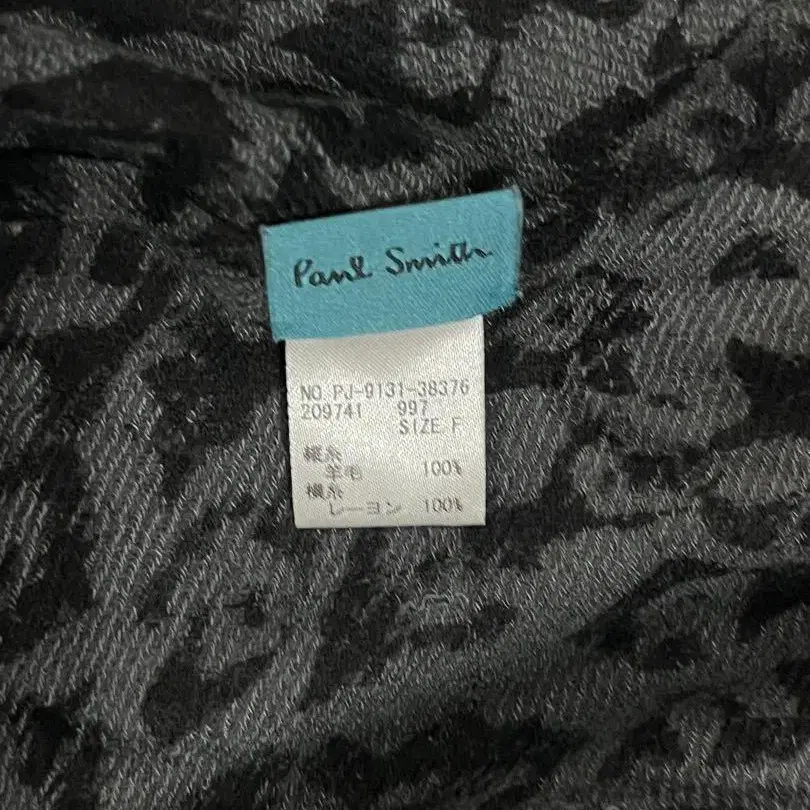 Paul Smith
NO PJ-9131-38376
209741 997
SIZE F
縦糸
羊毛 100%
横糸
レーヨン 100%